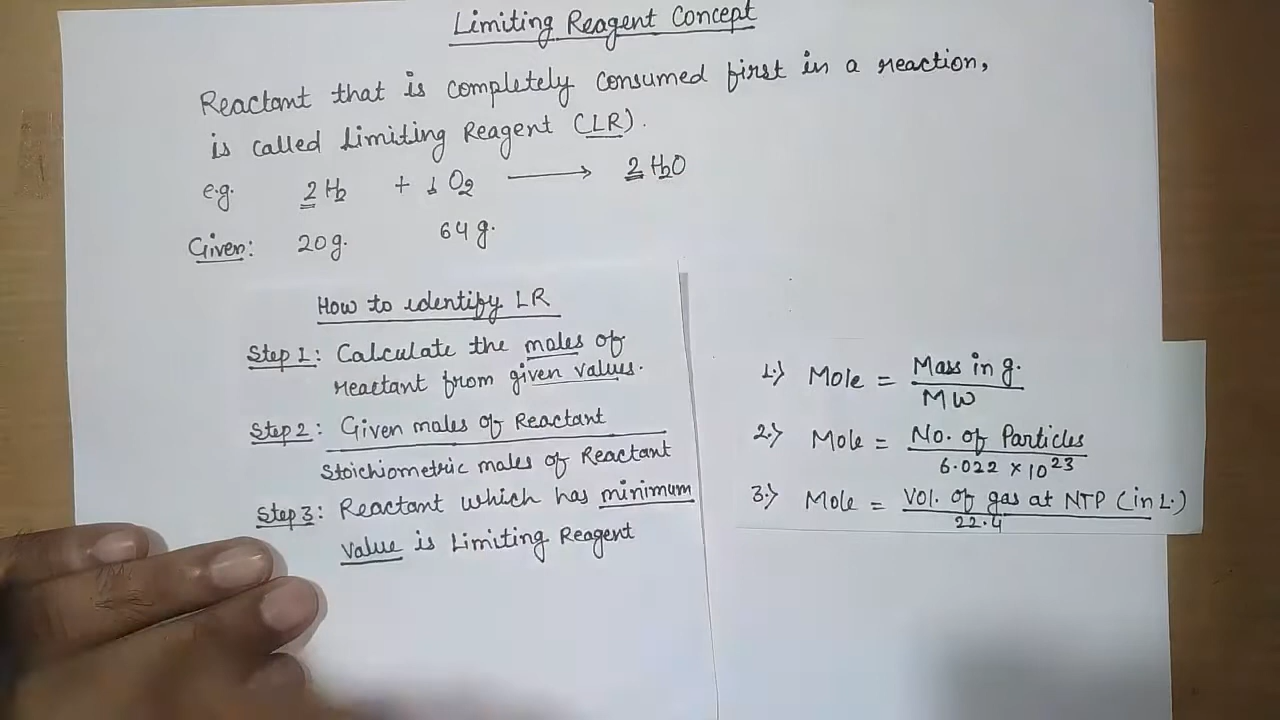 Limiting Reagent Concept
Reactant that is completely consumed first in a reaction,
is called Limiting Reagent (LR).
e.g. 2H2 + 1O2 → 2H2O
Given: 20g. 64g.
How to identify LR
Step 1: Calculate the moles of
reactant from given values.
Step 2: Given moles of Reactant
Stoichiometric moles of Reactant
Step 3: Reactant which has minimum
value is Limiting Reagent
1.> Mole = Mass in g.
MW
2.> Mole = No. of Particles
6.022 × 10^23
3.> Mole = Vol. of gas at NTP (in L.)
22.4